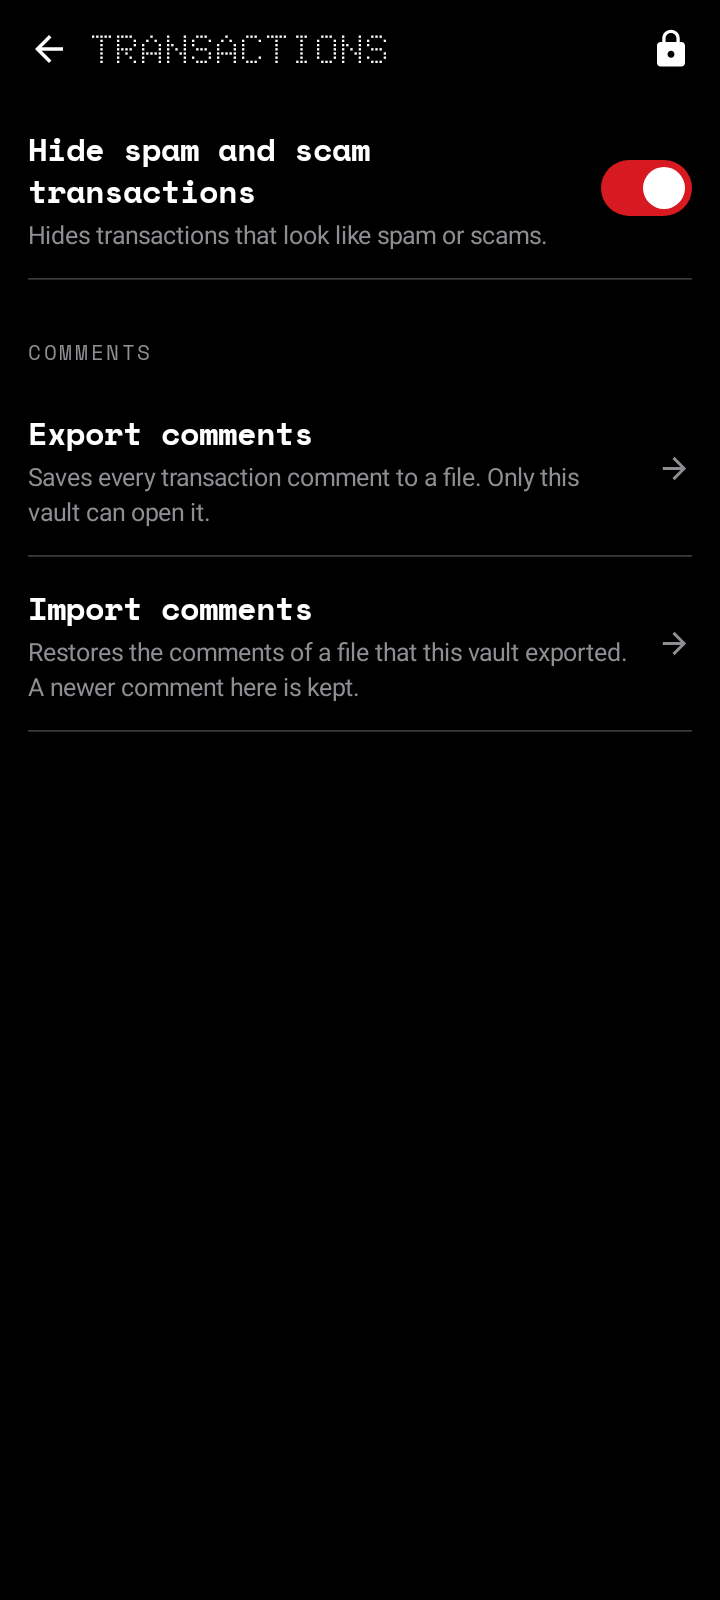 TRANSACTIONS
Hide spam and scam
transactions
Hides transactions that look like spam or scams.
COMMENTS
Export comments
Saves every transaction comment to a file. Only this
vault can open it.
Import comments
Restores the comments of a file that this vault exported.
A newer comment here is kept.